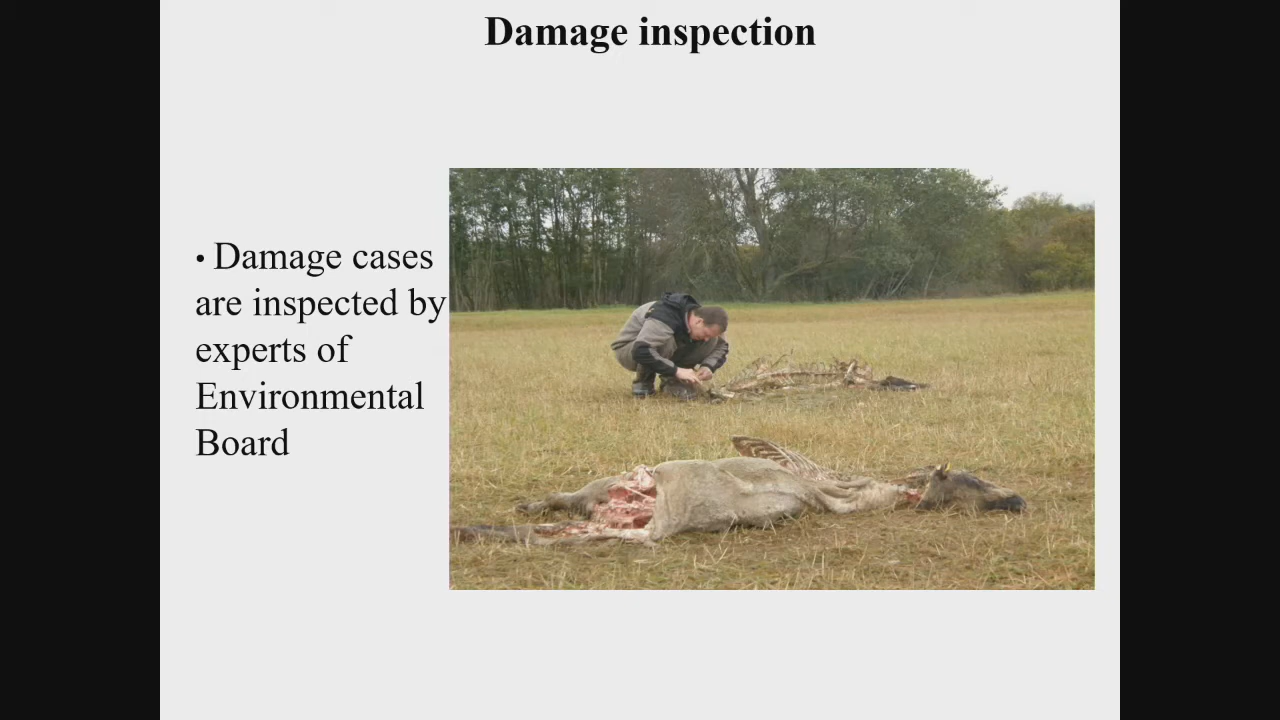 Damage inspection
• Damage cases
are inspected by
experts of
Environmental
Board